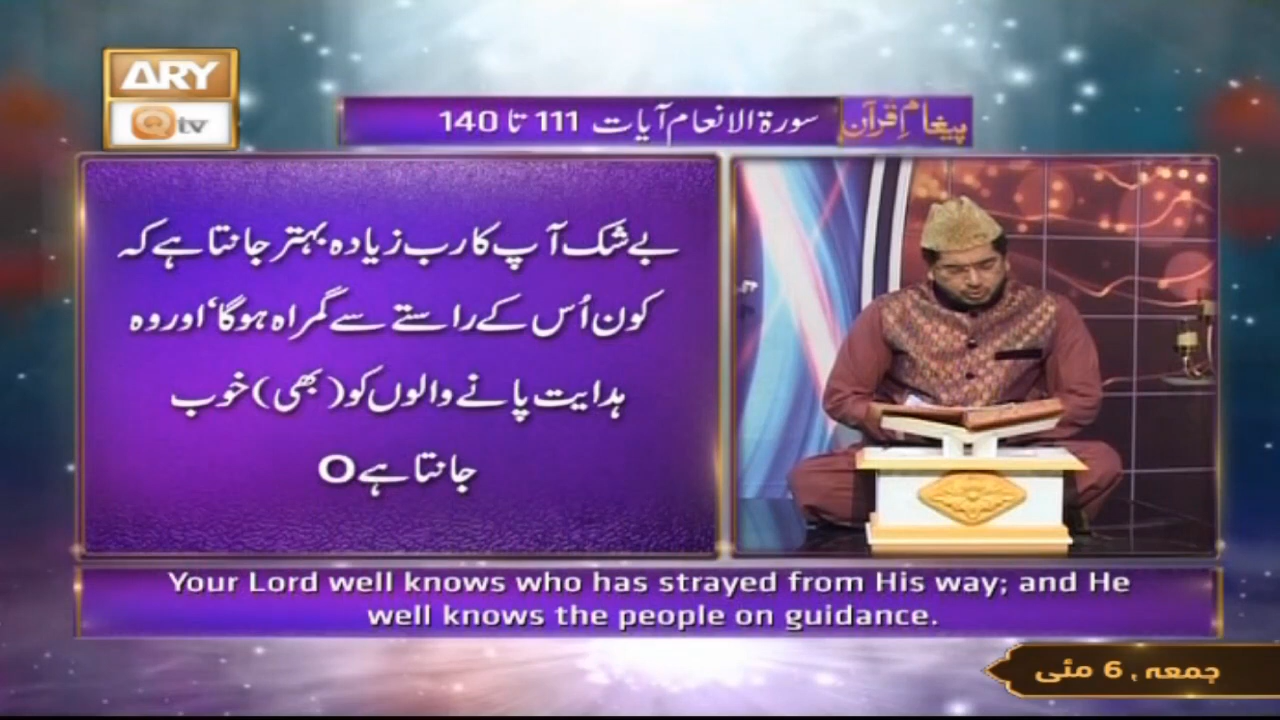 ARY
Qtv
پیغامِ قرآن
سورة الانعام آیات 111 تا 140
بے شک آپ کا رب زیادہ بہتر جانتا ہے کہ
کون اُس کے راستے سے گمراہ ہوگا‘ اور وہ
ہدایت پانے والوں کو (بھی) خوب
جانتا ہے O
Your Lord well knows who has strayed from His way; and He
well knows the people on guidance.
جمعہ ، 6 مئی